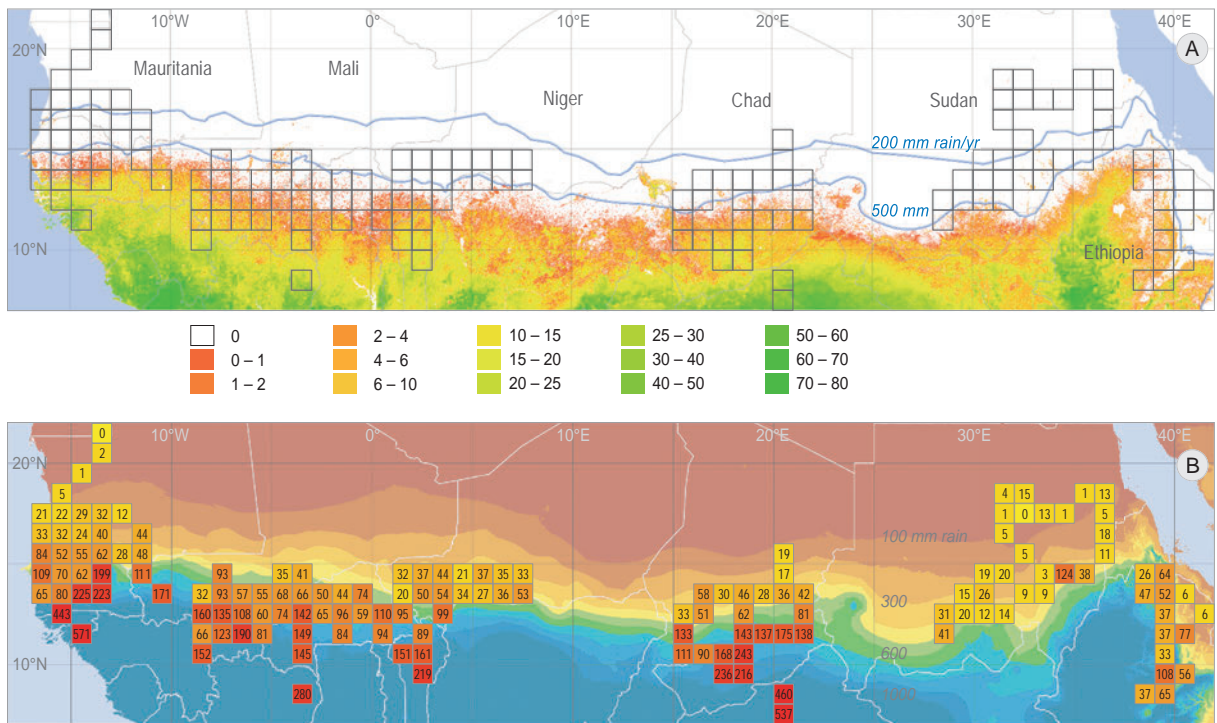 10°W 0° 10°E 20°E 30°E 40°E
A
20°N
Mauritania Mali
Niger Chad Sudan
200 mm rain/yr
500 mm
10°N
Ethiopia
0 2 – 4 10 – 15 25 – 30 50 – 60
0 – 1 4 – 6 15 – 20 30 – 40 60 – 70
1 – 2 6 – 10 20 – 25 40 – 50 70 – 80
0 10°W 0° 10°E 20°E 30°E 40°E
2 B
20°N 1
5 4 15 1 13
21 22 29 32 12 1 0 13 1 5
33 32 24 40 44 100 mm rain 5 18
84 52 55 62 28 48 19 5 11
109 70 62 199 111 93 35 41 32 37 44 21 37 35 33 17 19 20 3 124 38 26 64
65 80 225 223 171 32 93 57 55 68 66 50 44 74 20 50 54 34 27 36 53 58 30 46 28 36 42 300 15 26 9 9 47 52 6
443 160 135 108 60 74 142 65 96 59 110 95 99 33 51 62 81 31 20 12 14 37 6
571 66 123 190 81 149 84 94 89 133 143 137 175 138 41 37 77
10°N 152 145 151 161 111 90 168 243 600 33
219 236 216 108 56
280 460 1000 37 65
537